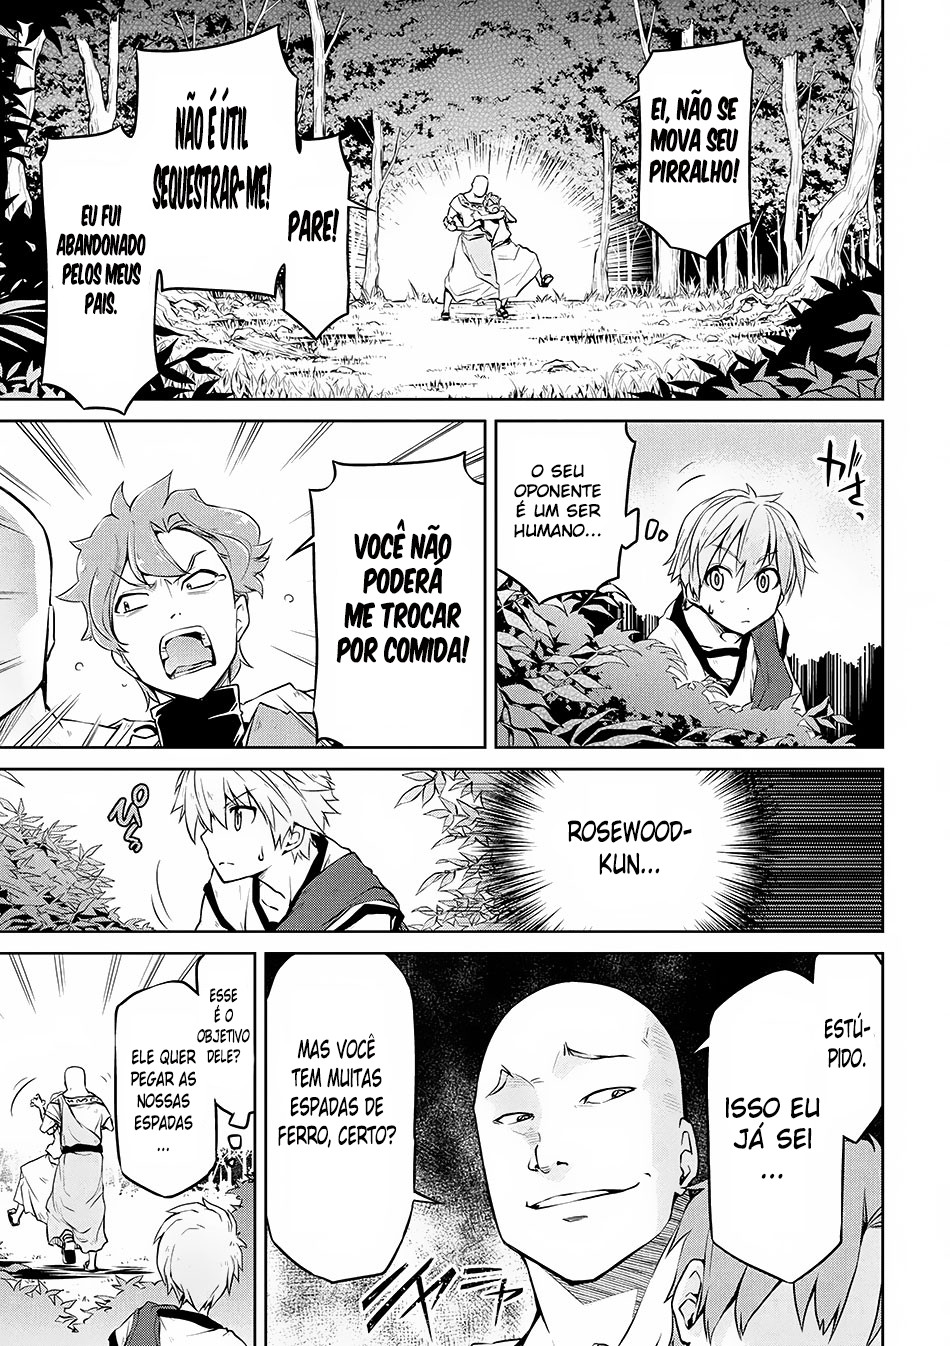 EI, NÃO SE
MOVA SEU
PIRRALHO!
PARE!
NÃO É ÚTIL
SEQUESTRAR-ME!
EU FUI
ABANDONADO
PELOS MEUS
PAIS.
カサ、
O SEU
OPONENTE
É UM SER
HUMANO...
VOCÊ NÃO
PODERÁ
ME TROCAR
POR COMIDA!
ROSEWOOD-
KUN...
ESTÚ-
PIDO.
ISSO EU
JÁ SEI
...
MAS VOCÊ
TEM MUITAS
ESPADAS DE
FERRO, CERTO?
ESSE
É O
OBJETIVO
DELE?
ELE QUER
PEGAR AS
NOSSAS
ESPADAS
...